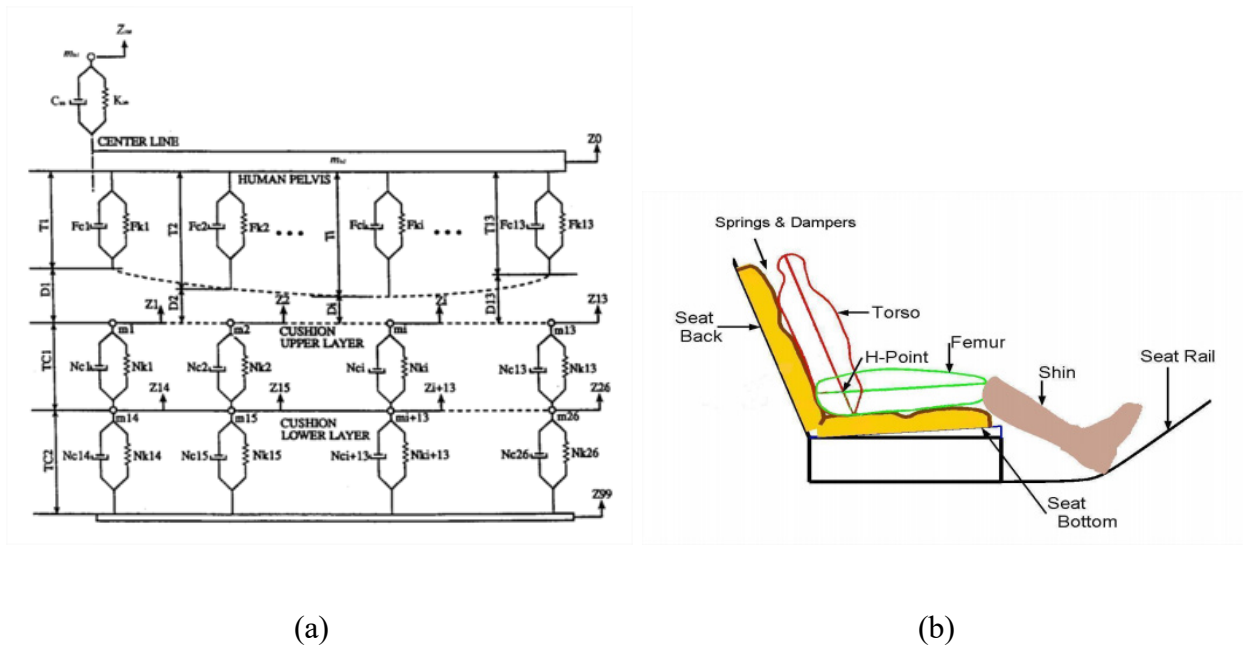 Zm
C
K
CENTER LINE
Z0
HUMAN PELVIS
T1
T2
Ti
T13
Fc1
Fk1
Fc2
Fk2
Fci
Fki
Fc13
Fk13
D1
D2
Di
D13
Z1
Z2
Zi
Z13
m1
m2
mi
m13
CUSHION
UPPER LAYER
TC1
Nc1
Nk1
Nc2
Nk2
Nci
Nki
Nc13
Nk13
Z14
Z15
Zi+13
Z26
m14
m15
mi+13
m26
CUSHION
LOWER LAYER
TC2
Nc14
Nk14
Nc15
Nk15
Nci+13
Nki+13
Nc26
Nk26
Z99
Springs & Dampers
Seat
Back
Torso
H-Point
Femur
Shin
Seat Rail
Seat
Bottom
(a)
(b)